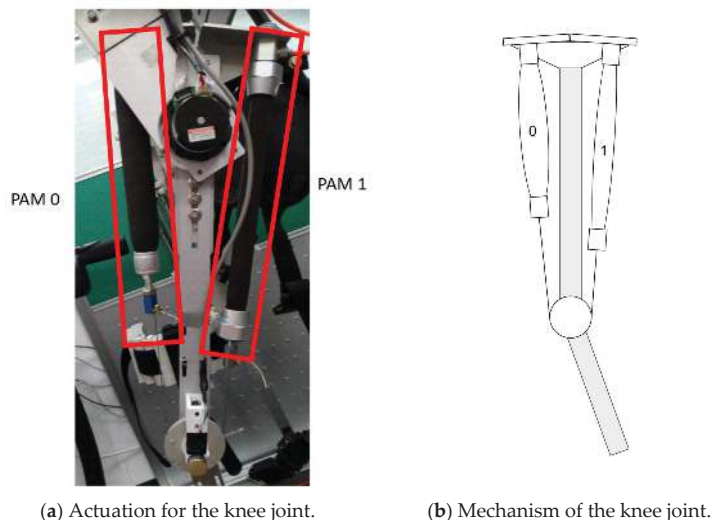 PAM 0
PAM 1
0
1
(a) Actuation for the knee joint.
(b) Mechanism of the knee joint.